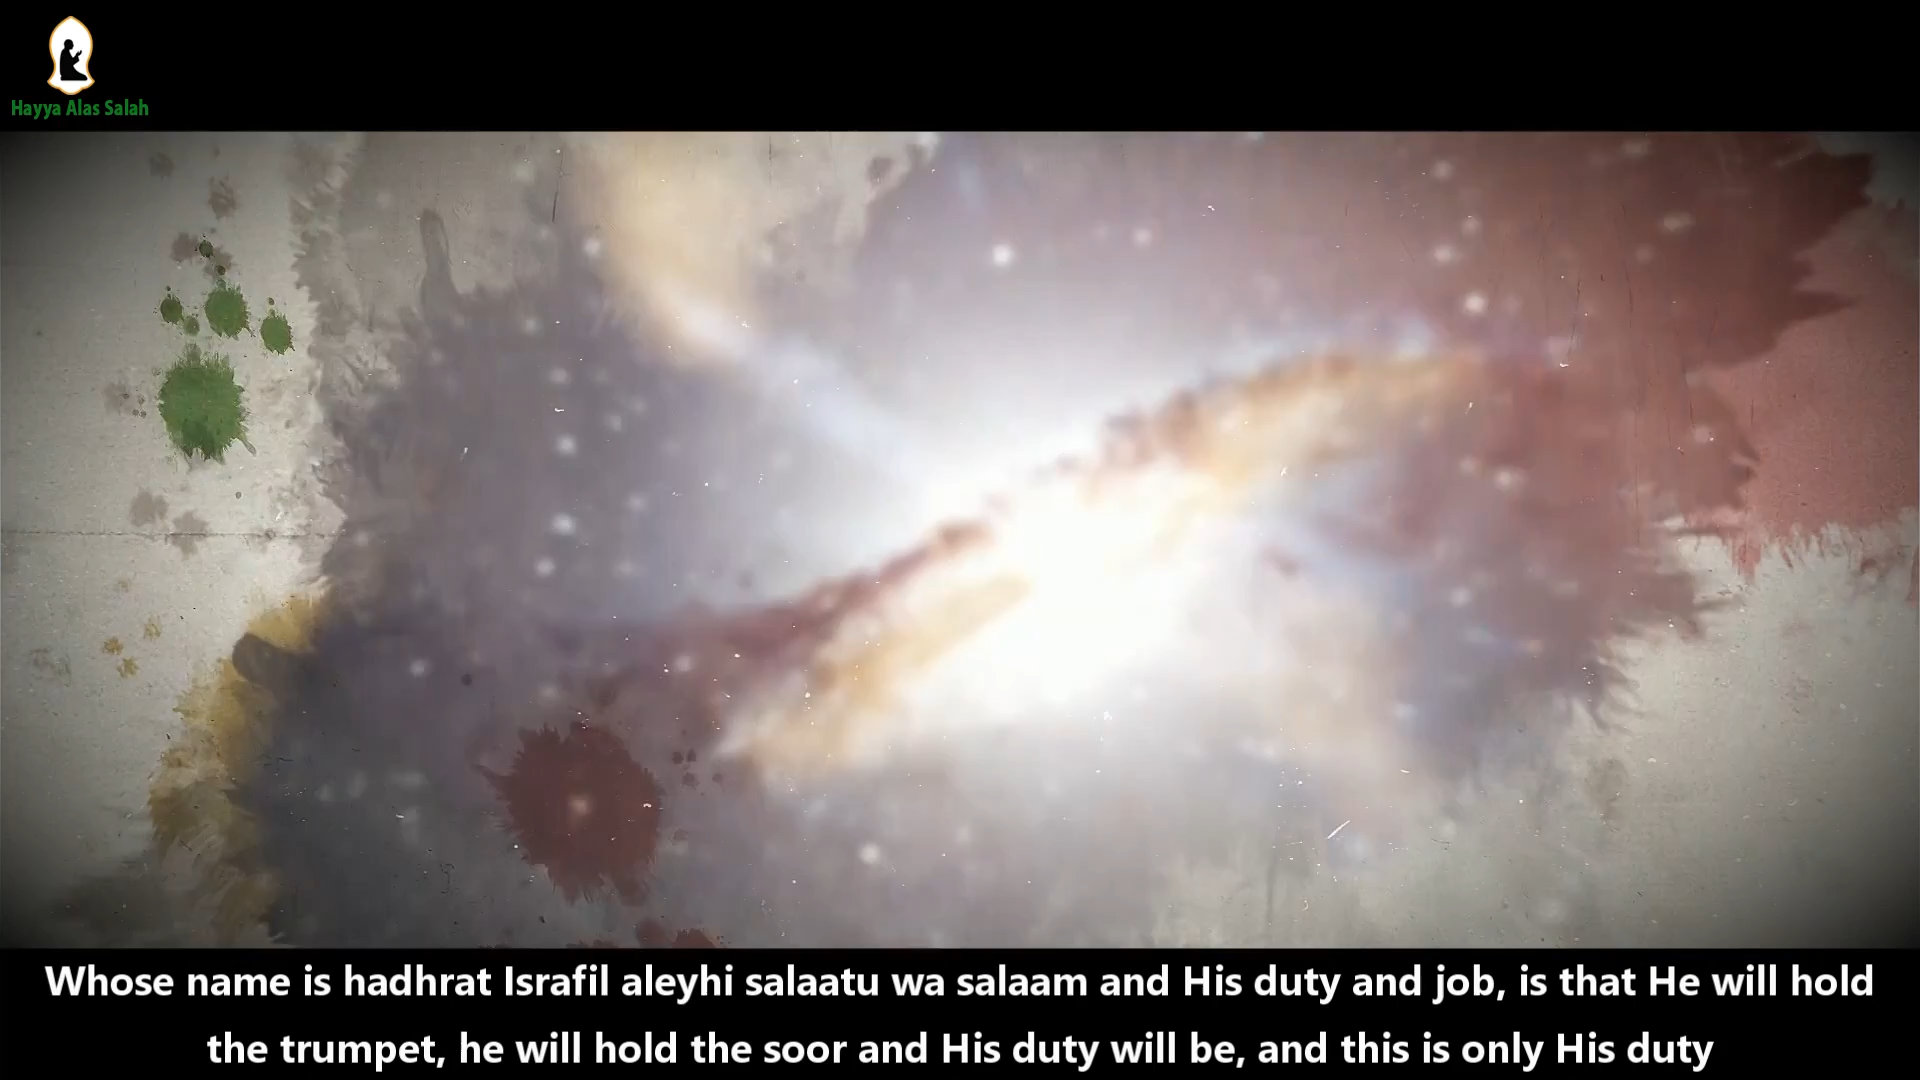 Hayya Alas Salah
Whose name is hadhrat Israfil aleyhi salaatu wa salaam and His duty and job, is that He will hold
the trumpet, he will hold the soor and His duty will be, and this is only His duty